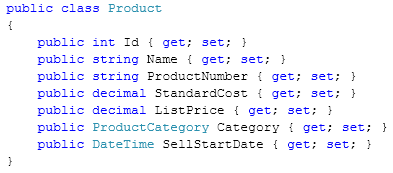 public class Product
{
    public int Id { get; set; }
    public string Name { get; set; }
    public string ProductNumber { get; set; }
    public decimal StandardCost { get; set; }
    public decimal ListPrice { get; set; }
    public ProductCategory Category { get; set; }
    public DateTime SellStartDate { get; set; }
}